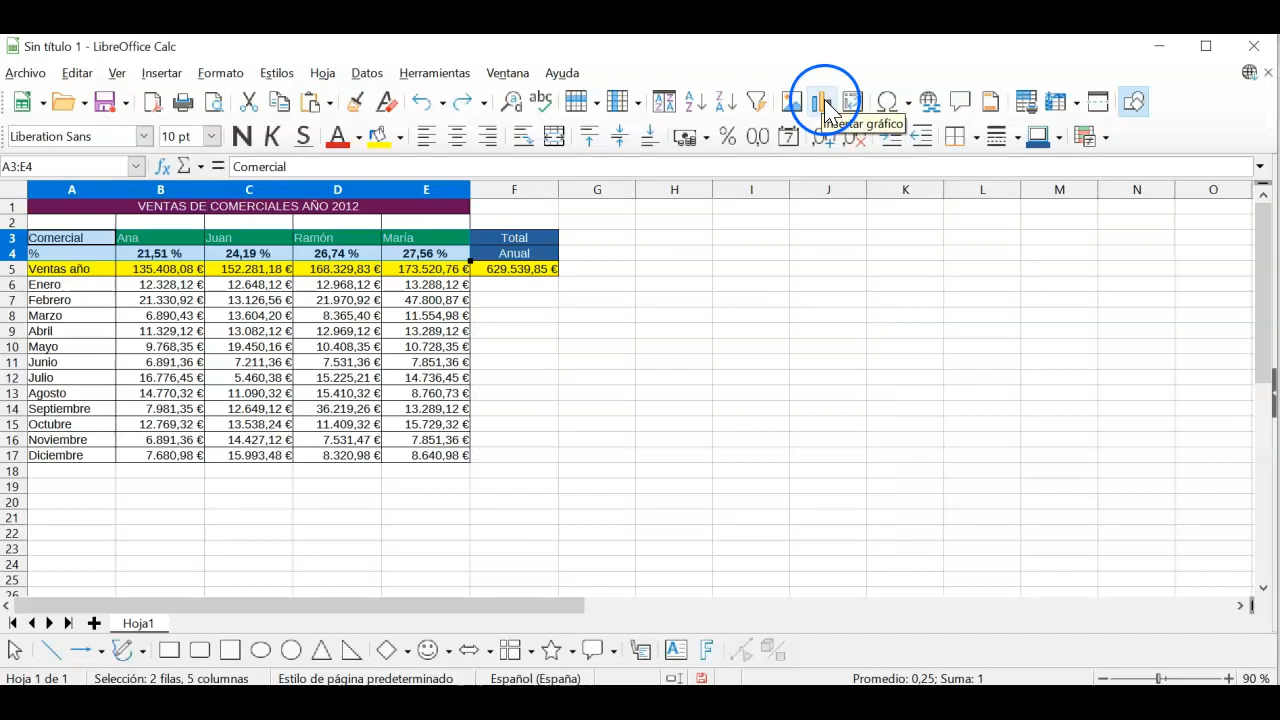 Sin título 1 - LibreOffice Calc
Archivo Editar Ver Insertar Formato Estilos Hoja Datos Herramientas Ventana Ayuda
Liberation Sans 10 pt N K S % 0,0 7
Insertar gráfico
A3:E4 fx Σ = Comercial
A B C D E F G H I J K L M N O
1 VENTAS DE COMERCIALES AÑO 2012
2
3 Comercial Ana Juan Ramón María Total
4 % 21,51 % 24,19 % 26,74 % 27,56 % Anual
5 Ventas año 135.408,08 € 152.281,18 € 168.329,83 € 173.520,76 € 629.539,85 €
6 Enero 12.328,12 € 12.648,12 € 12.968,12 € 13.288,12 €
7 Febrero 21.330,92 € 13.126,56 € 21.970,92 € 47.800,87 €
8 Marzo 6.890,43 € 13.604,20 € 8.365,40 € 11.554,98 €
9 Abril 11.329,12 € 13.082,12 € 12.969,12 € 13.289,12 €
10 Mayo 9.768,35 € 19.450,16 € 10.408,35 € 10.728,35 €
11 Junio 6.891,36 € 7.211,36 € 7.531,36 € 7.851,36 €
12 Julio 16.776,45 € 5.460,38 € 15.225,21 € 14.736,45 €
13 Agosto 14.770,32 € 11.090,32 € 15.410,32 € 8.760,73 €
14 Septiembre 7.981,35 € 12.649,12 € 36.219,26 € 13.289,12 €
15 Octubre 12.769,32 € 13.538,24 € 11.409,32 € 15.729,32 €
16 Noviembre 6.891,36 € 14.427,12 € 7.531,47 € 7.851,36 €
17 Diciembre 7.680,98 € 15.993,48 € 8.320,98 € 8.640,98 €
18
19
20
21
22
23
24
25
26
Hoja1
Hoja 1 de 1 Selección: 2 filas, 5 columnas Estilo de página predeterminado Español (España) Promedio: 0,25; Suma: 1 90 %